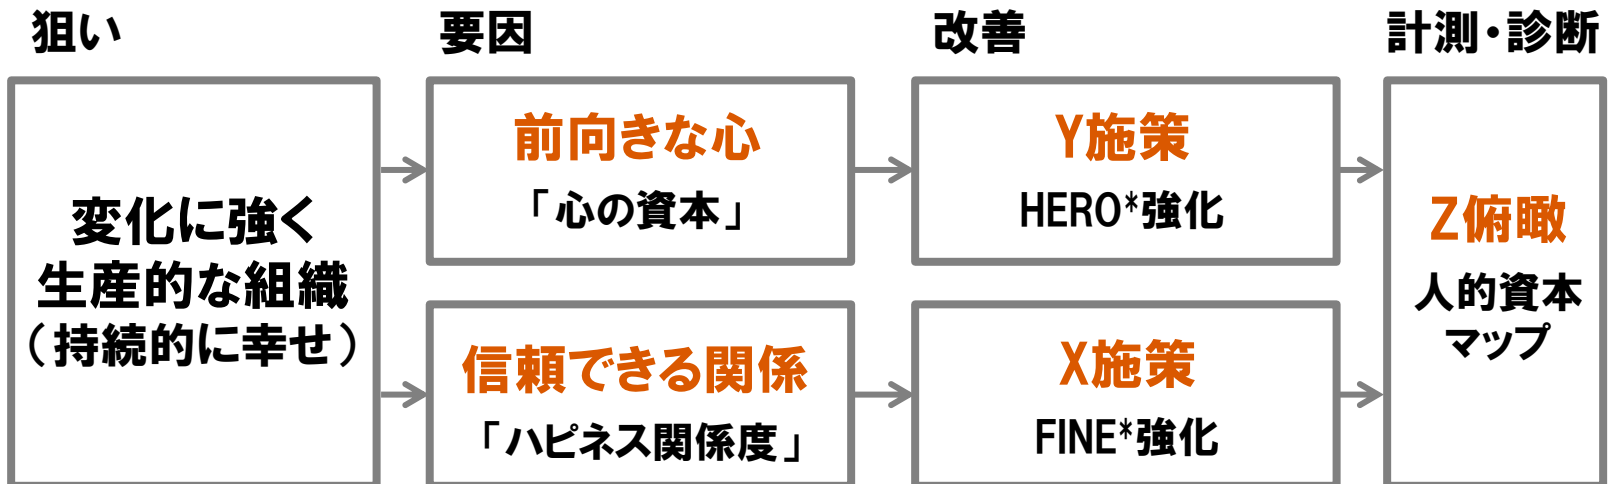 狙い
要因
改善
計測・診断
変化に強く
生産的な組織
(持続的に幸せ)
前向きな心
「心の資本」
信頼できる関係
「ハピネス関係度」
Y施策
HERO*強化
X施策
FINE*強化
Z俯瞰
人的資本
マップ